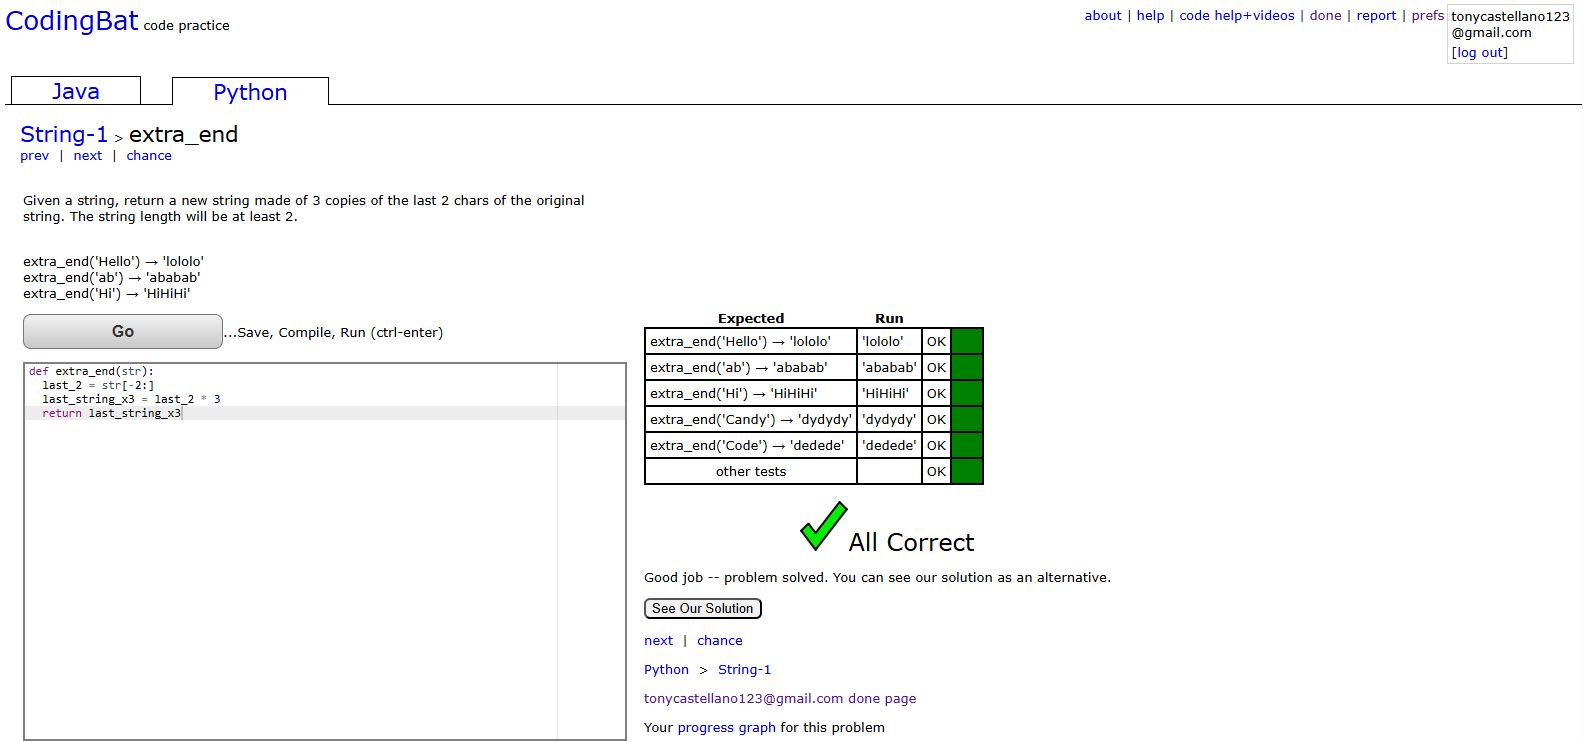 CodingBat code practice
about | help | code help+videos | done | report | prefs
tonycastellano123
@gmail.com
[log out]
Java
Python
String-1 > extra_end
prev | next | chance
Given a string, return a new string made of 3 copies of the last 2 chars of the original
string. The string length will be at least 2.
extra_end('Hello') → 'lololo'
extra_end('ab') → 'ababab'
extra_end('Hi') → 'HiHiHi'
Go ...Save, Compile, Run (ctrl-enter)
def extra_end(str):
  last_2 = str[-2:]
  last_string_x3 = last_2 * 3
  return last_string_x3
Expected Run
extra_end('Hello') → 'lololo' 'lololo' OK
extra_end('ab') → 'ababab' 'ababab' OK
extra_end('Hi') → 'HiHiHi' 'HiHiHi' OK
extra_end('Candy') → 'dydydy' 'dydydy' OK
extra_end('Code') → 'dedede' 'dedede' OK
other tests OK
All Correct
Good job -- problem solved. You can see our solution as an alternative.
See Our Solution
next | chance
Python > String-1
tonycastellano123@gmail.com done page
Your progress graph for this problem